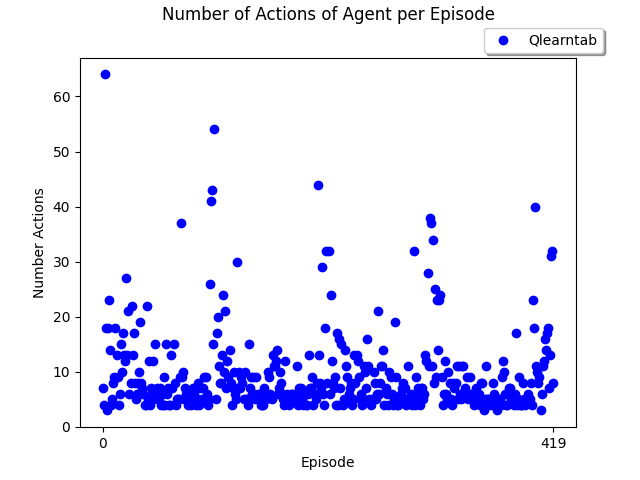 Number of Actions of Agent per Episode
Qlearntab
Number Actions
60
50
40
30
20
10
0
0
419
Episode